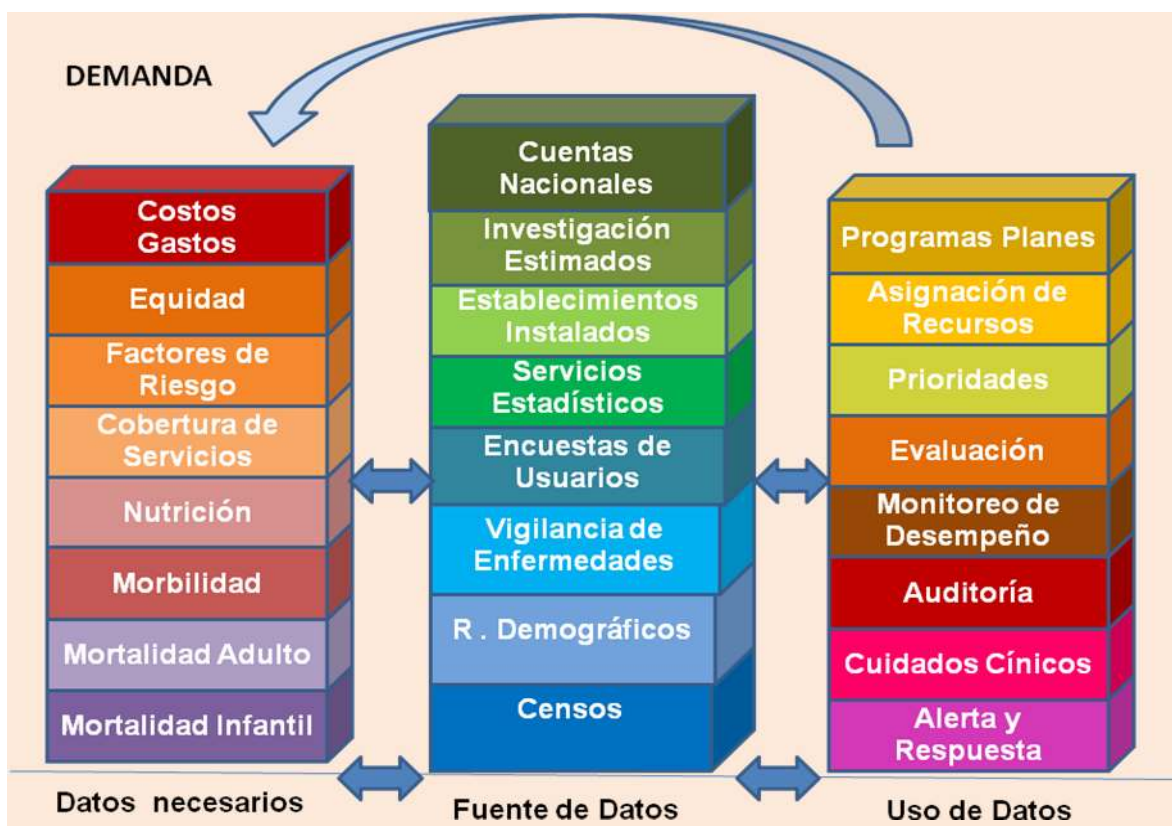 DEMANDA
Costos
Gastos
Equidad
Factores de
Riesgo
Cobertura de
Servicios
Nutrición
Morbilidad
Mortalidad Adulto
Mortalidad Infantil
Datos necesarios
Cuentas
Nacionales
Investigación
Estimados
Establecimientos
Instalados
Servicios
Estadísticos
Encuestas de
Usuarios
Vigilancia de
Enfermedades
R . Demográficos
Censos
Fuente de Datos
Programas Planes
Asignación de
Recursos
Prioridades
Evaluación
Monitoreo de
Desempeño
Auditoría
Cuidados Cínicos
Alerta y
Respuesta
Uso de Datos